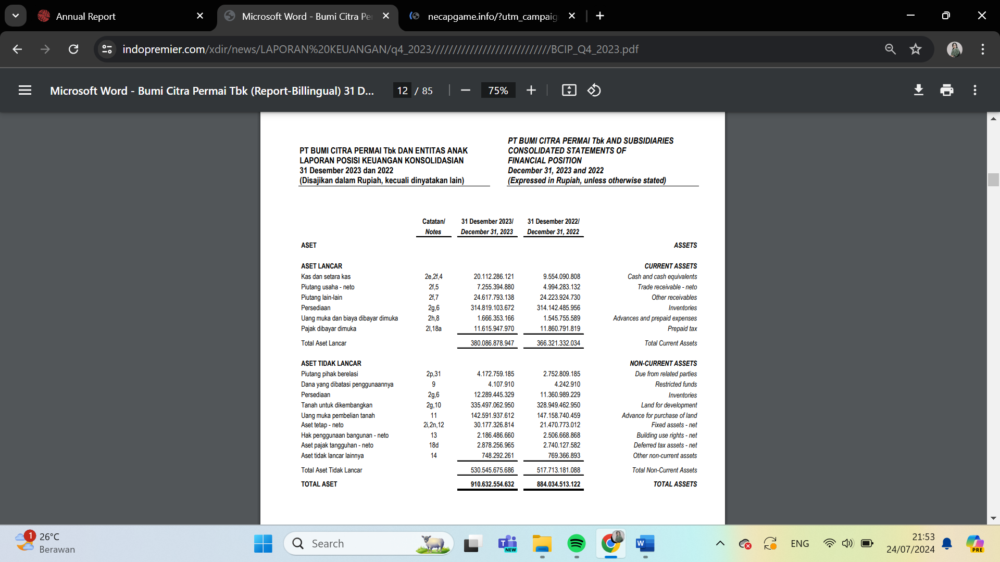 Annual Report
Microsoft Word - Bumi Citra Pe
necapgame.info/?utm_campaig
indopremier.com/xdir/news/LAPORAN%20KEUANGAN/q4_2023////////////////////////////BCIP_Q4_2023.pdf
Microsoft Word - Bumi Citra Permai Tbk (Report-Billingual) 31 D...
12 / 85
75%
PT BUMI CITRA PERMAI Tbk DAN ENTITAS ANAK
LAPORAN POSISI KEUANGAN KONSOLIDASIAN
31 Desember 2023 dan 2022
(Disajikan dalam Rupiah, kecuali dinyatakan lain)
PT BUMI CITRA PERMAI Tbk AND SUBSIDIARIES
CONSOLIDATED STATEMENTS OF
FINANCIAL POSITION
December 31, 2023 and 2022
(Expressed in Rupiah, unless otherwise stated)
Catatan/ 31 Desember 2023/ 31 Desember 2022/
Notes December 31, 2023 December 31, 2022
ASET ASSETS
ASET LANCAR CURRENT ASSETS
Kas dan setara kas 2e,2f,4 20.112.286.121 9.554.090.808 Cash and cash equivalents
Piutang usaha - neto 2f,5 7.255.394.880 4.994.283.132 Trade receivable - neto
Piutang lain-lain 2f,7 24.617.793.138 24.223.924.730 Other receivables
Persediaan 2g,6 314.819.103.672 314.142.485.956 Inventories
Uang muka dan biaya dibayar dimuka 2h,8 1.666.353.166 1.545.755.589 Advances and prepaid expenses
Pajak dibayar dimuka 2l,18a 11.615.947.970 11.860.791.819 Prepaid tax
Total Aset Lancar 380.086.878.947 366.321.332.034 Total Current Assets
ASET TIDAK LANCAR NON-CURRENT ASSETS
Piutang pihak berelasi 2p,31 4.172.759.185 2.752.809.185 Due from related parties
Dana yang dibatasi penggunaannya 9 4.107.910 4.242.910 Restricted funds
Persediaan 2g,6 12.289.445.329 11.360.989.229 Inventories
Tanah untuk dikembangkan 2g,10 335.497.062.950 328.949.462.950 Land for development
Uang muka pembelian tanah 11 142.591.937.612 147.158.740.459 Advance for purchase of land
Aset tetap - neto 2i,2n,12 30.177.326.814 21.470.773.012 Fixed assets - net
Hak penggunaan bangunan - neto 13 2.186.486.660 2.506.668.868 Building use rights - net
Aset pajak tangguhan - neto 18d 2.878.256.965 2.740.127.582 Deferred tax assets - net
Aset tidak lancar lainnya 14 748.292.261 769.366.893 Other non-current assets
Total Aset Tidak Lancar 530.545.675.686 517.713.181.088 Total Non-Current Assets
TOTAL ASET 910.632.554.632 884.034.513.122 TOTAL ASSETS
1
26°C
Berawan
Search
NEW
ENG
21:53
24/07/2024
PRE